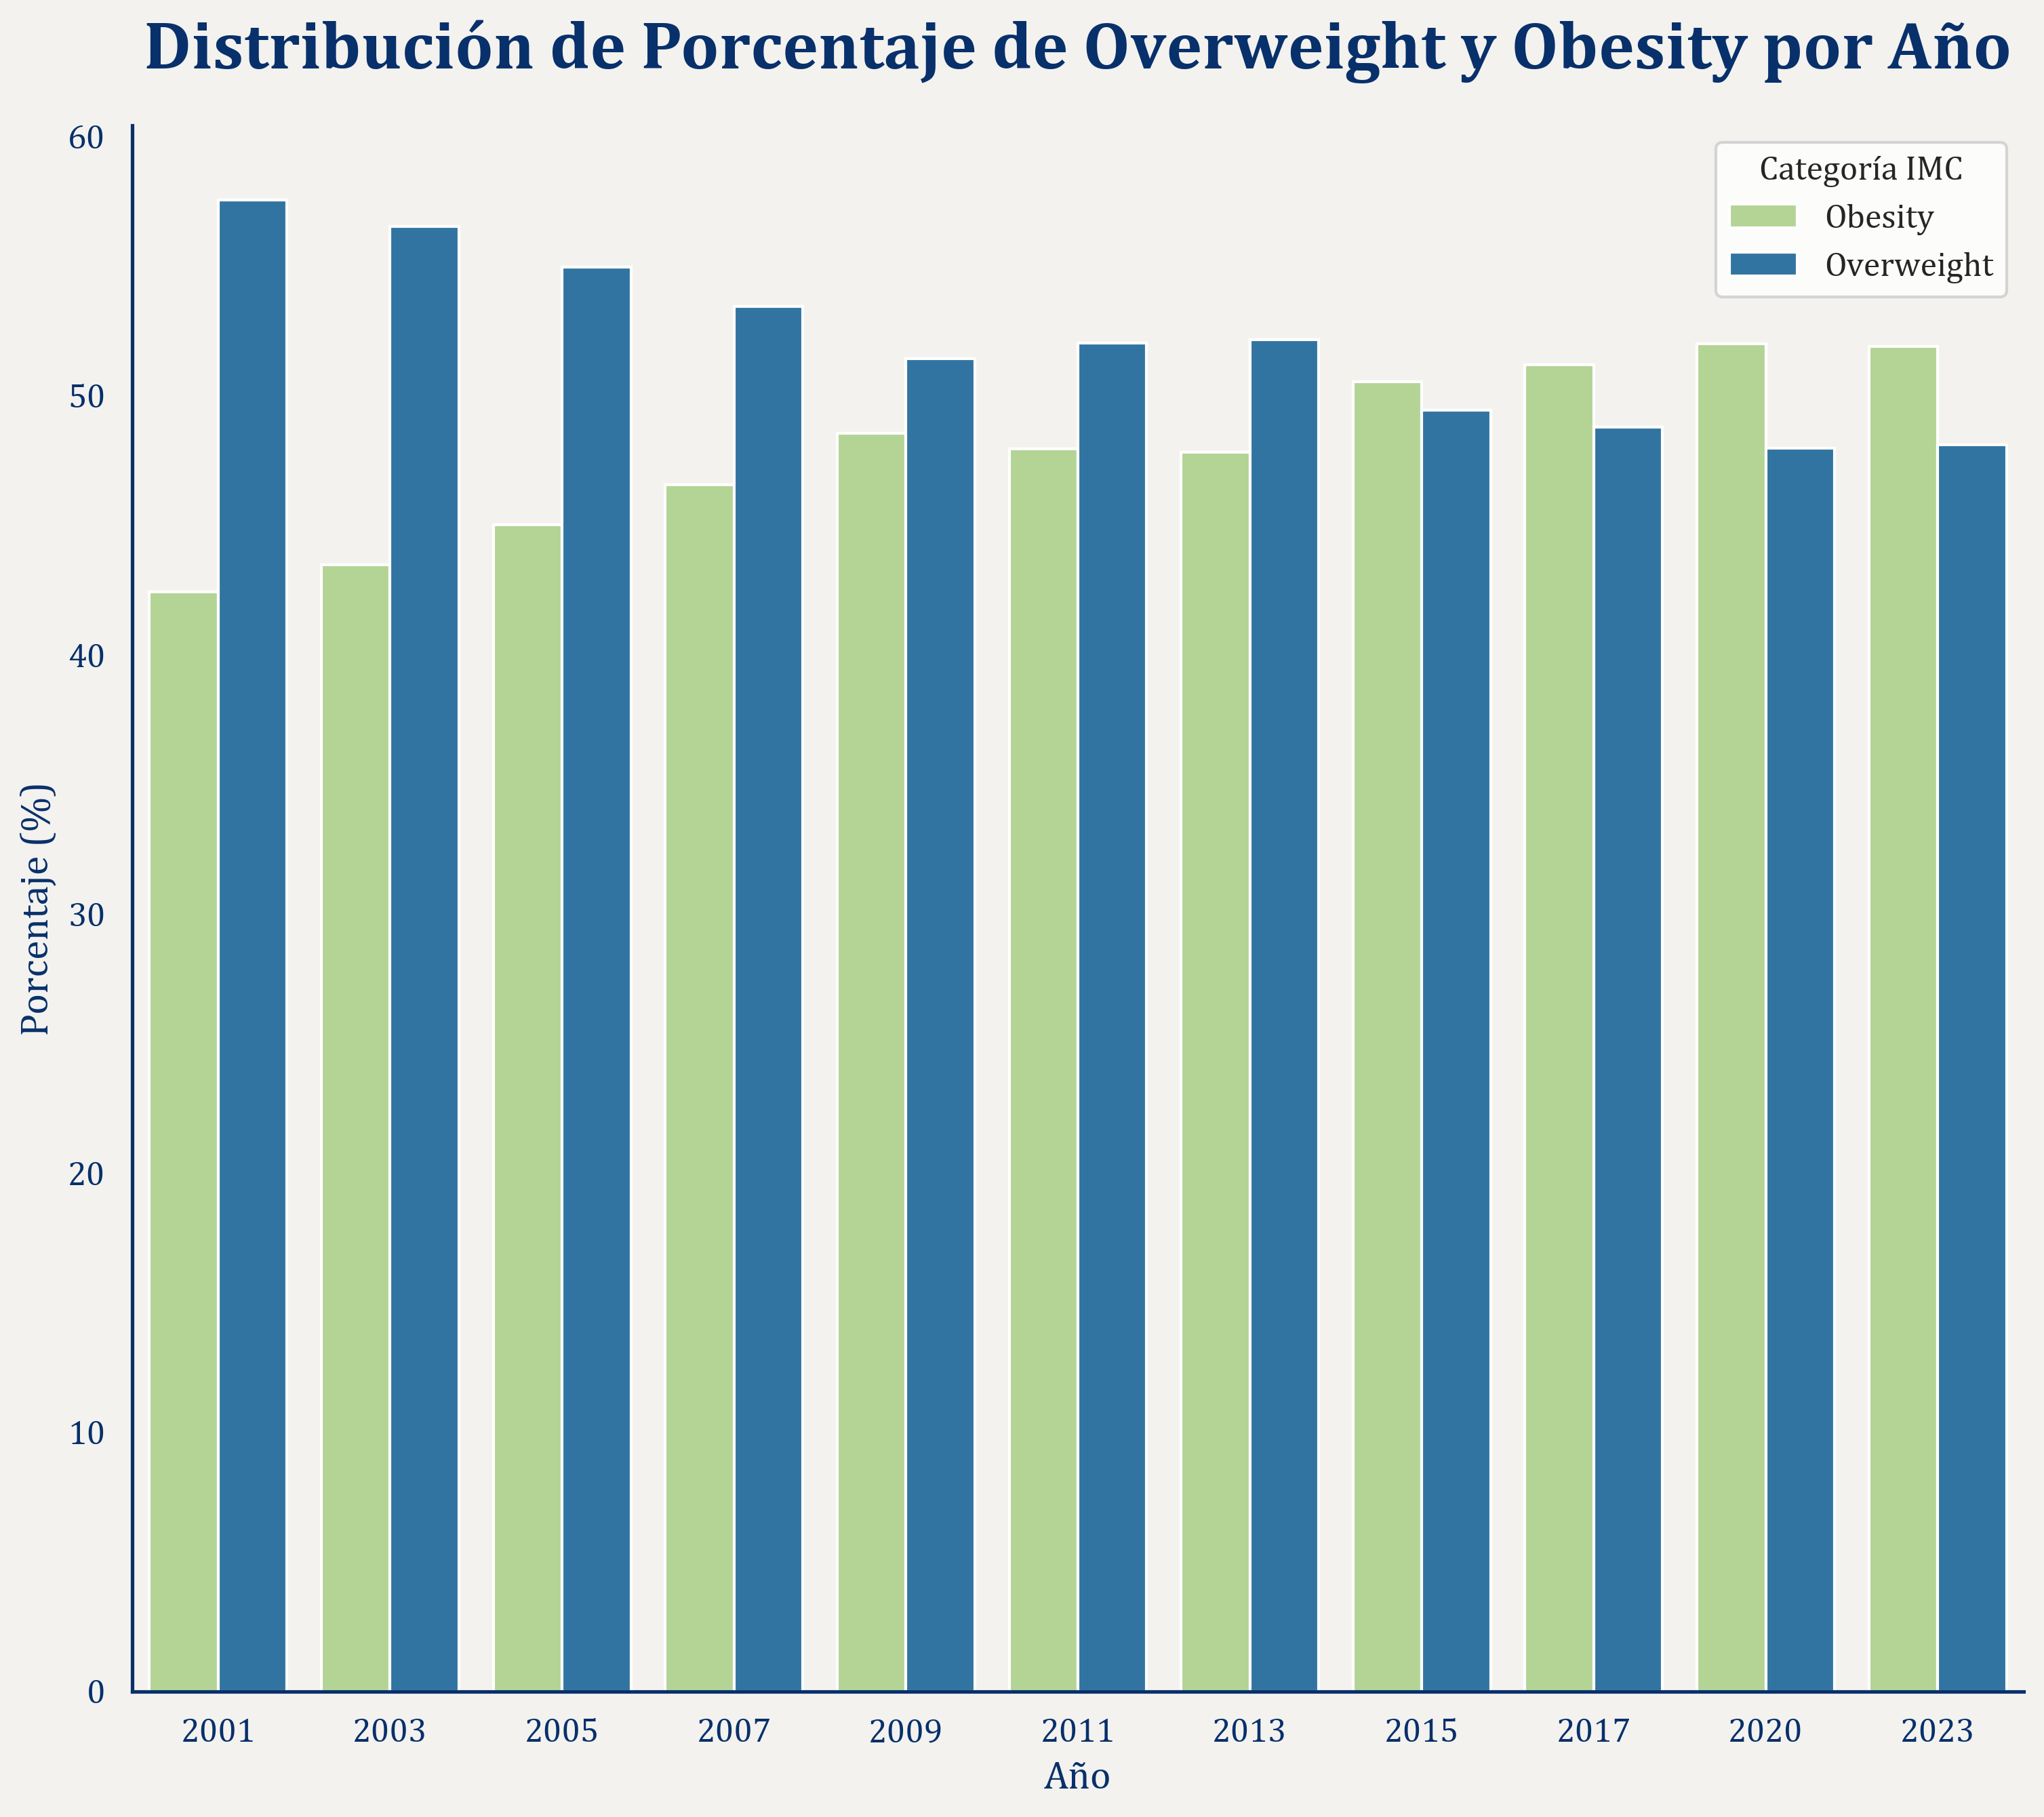 Distribución de Porcentaje de Overweight y Obesity por Año
60
50
40
30
20
10
0
Porcentaje (%)
Categoría IMC
Obesity
Overweight
2001 2003 2005 2007 2009 2011 2013 2015 2017 2020 2023
Año